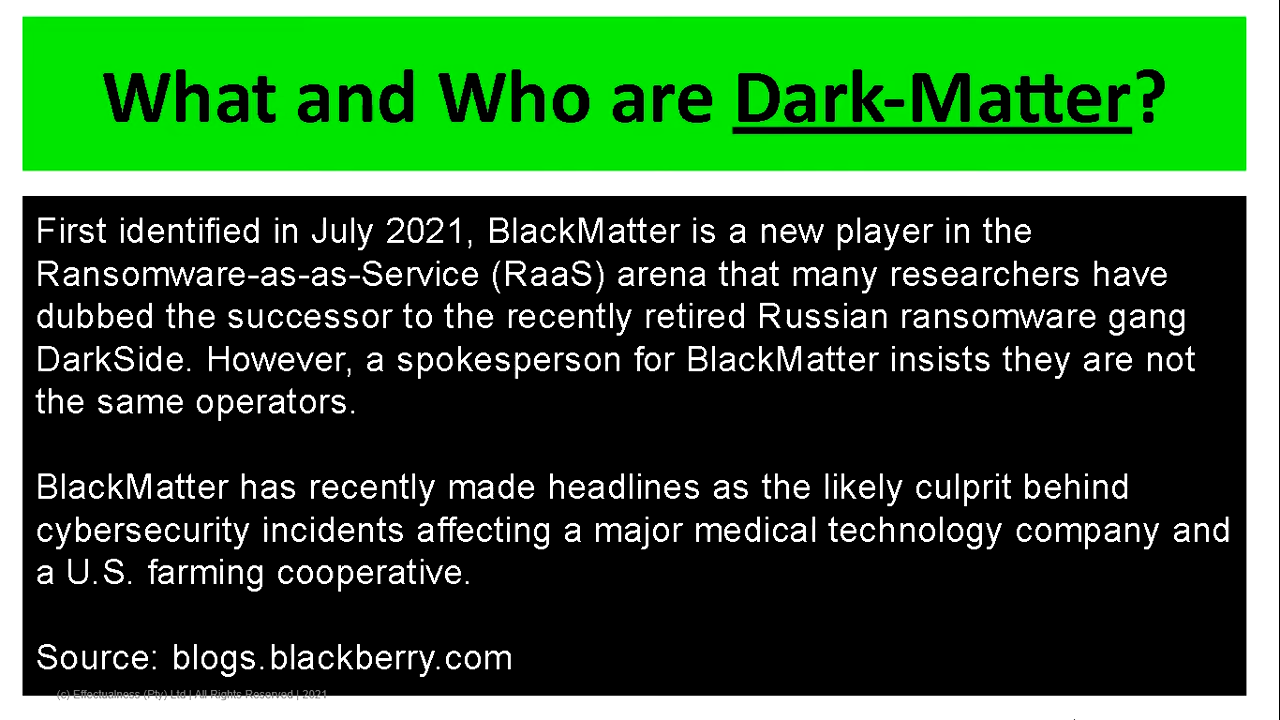 What and Who are Dark-Matter?
First identified in July 2021, BlackMatter is a new player in the
Ransomware-as-as-Service (RaaS) arena that many researchers have
dubbed the successor to the recently retired Russian ransomware gang
DarkSide. However, a spokesperson for BlackMatter insists they are not
the same operators.
BlackMatter has recently made headlines as the likely culprit behind
cybersecurity incidents affecting a major medical technology company and
a U.S. farming cooperative.
Source: blogs.blackberry.com
(c) Effectualness (Pty) Ltd | All Rights Reserved | 2021